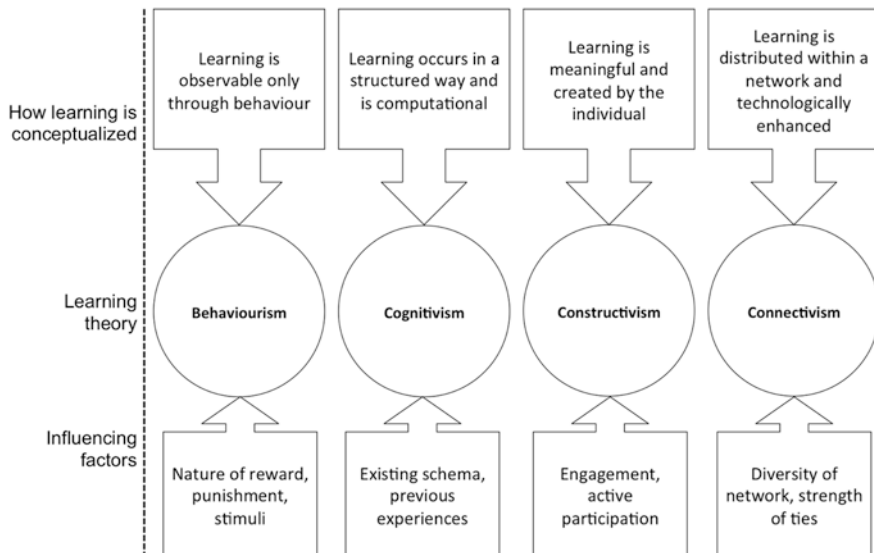 How learning is
conceptualized
Learning is
observable only
through behaviour
Learning occurs in a
structured way and
is computational
Learning is
meaningful and
created by the
individual
Learning is
distributed within a
network and
technologically
enhanced
Learning
theory
Behaviourism
Cognitivism
Constructivism
Connectivism
Influencing
factors
Nature of reward,
punishment,
stimuli
Existing schema,
previous
experiences
Engagement,
active
participation
Diversity of
network, strength
of ties